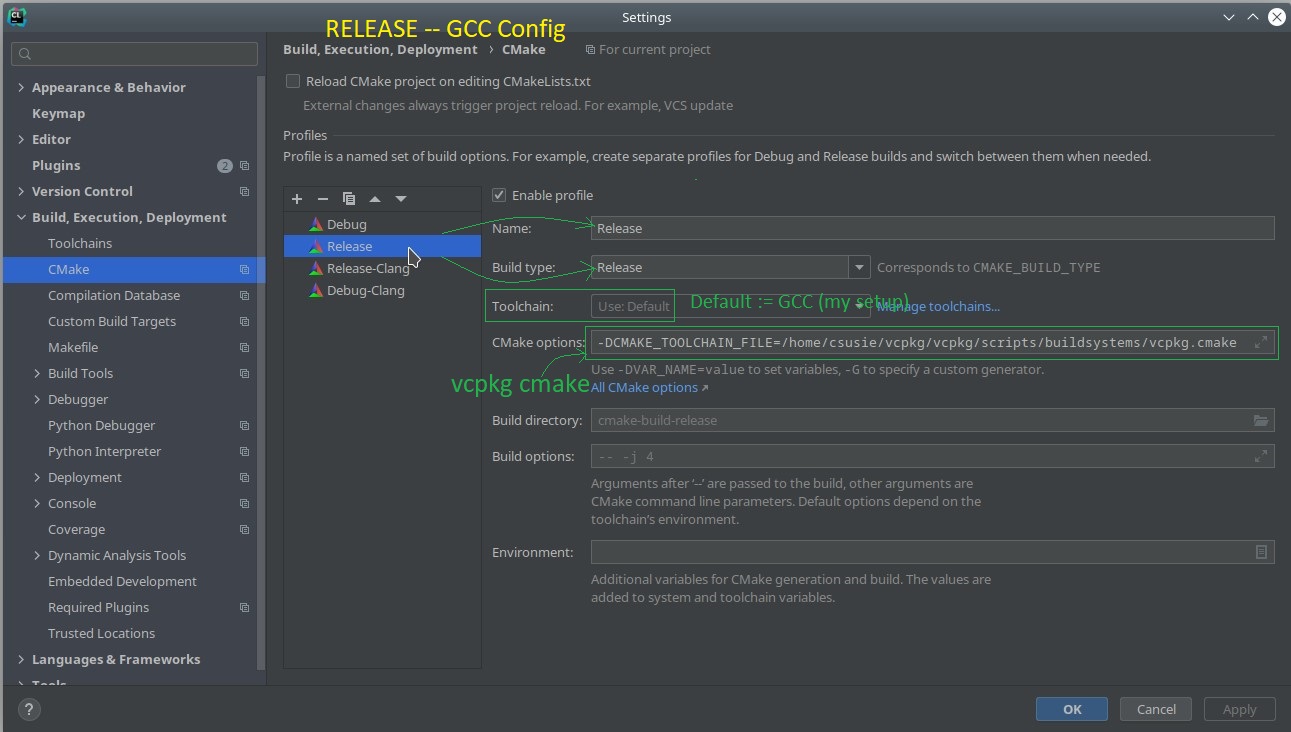 CL
Settings
RELEASE -- GCC Config
Build, Execution, Deployment › CMake For current project
Reload CMake project on editing CMakeLists.txt
External changes always trigger project reload. For example, VCS update
Appearance & Behavior
Keymap
Editor
Plugins 2
Version Control
Build, Execution, Deployment
Toolchains
CMake
Compilation Database
Custom Build Targets
Makefile
Build Tools
Debugger
Python Debugger
Python Interpreter
Deployment
Console
Coverage
Dynamic Analysis Tools
Embedded Development
Required Plugins
Trusted Locations
Languages & Frameworks
Tools
Profiles
Profile is a named set of build options. For example, create separate profiles for Debug and Release builds and switch between them when needed.
Debug
Release
Release-Clang
Debug-Clang
Enable profile
Name: Release
Build type: Release Corresponds to CMAKE_BUILD_TYPE
Toolchain: Use: Default Default := GCC (my setup) Manage toolchains...
CMake options: -DCMAKE_TOOLCHAIN_FILE=/home/csusie/vcpkg/vcpkg/scripts/buildsystems/vcpkg.cmake
Use -DVAR_NAME=value to set variables, -G to specify a custom generator.
vcpkg cmake
All CMake options ↗
Build directory: cmake-build-release
Build options: -- -j 4
Arguments after ‘--’ are passed to the build, other arguments are
CMake command line parameters. Default options depend on the
toolchain’s environment.
Environment:
Additional variables for CMake generation and build. The values are
added to system and toolchain variables.
?
OK Cancel Apply